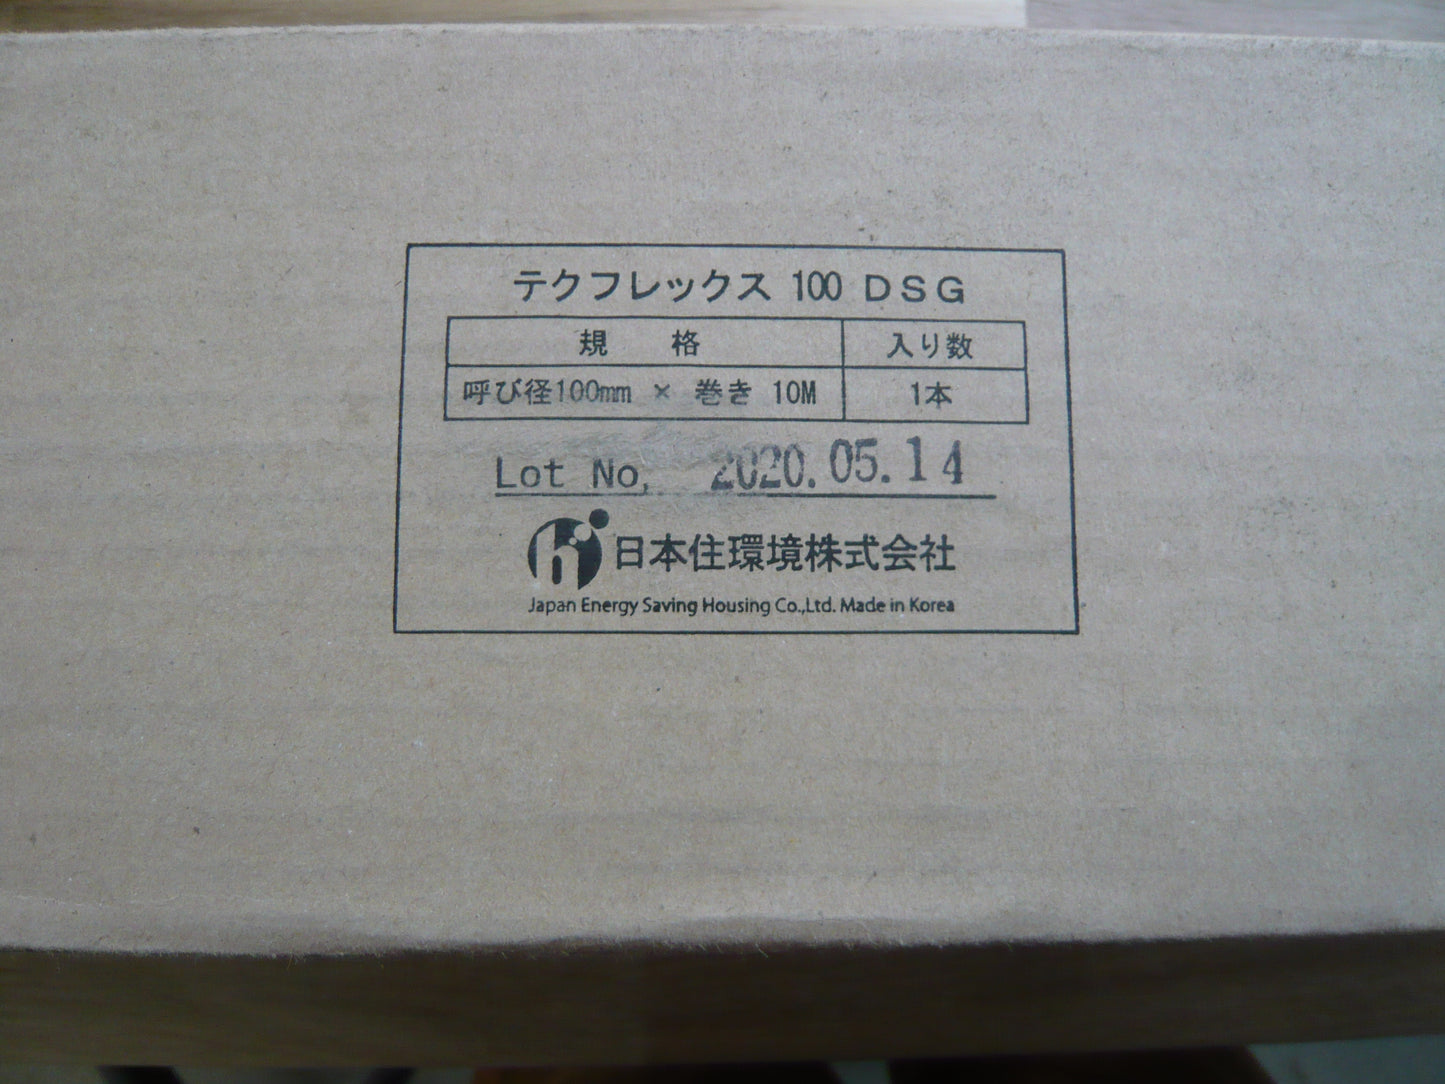 テクフレックス 100 DSG
規 格 入り数
呼び径100mm × 巻き 10M 1本
Lot No, 2020.05.14
日本住環境株式会社
Japan Energy Saving Housing Co.,Ltd. Made in Korea